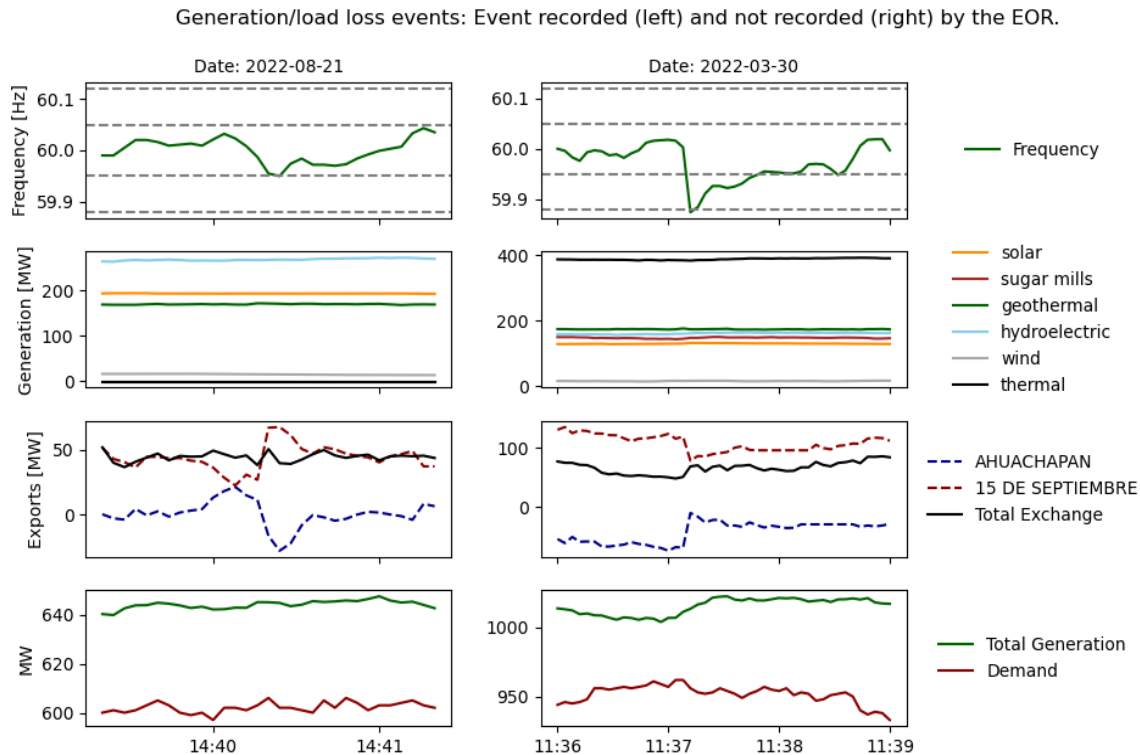 Generation/load loss events: Event recorded (left) and not recorded (right) by the EOR.
Date: 2022-08-21
Date: 2022-03-30
Frequency [Hz]
60.1
60.0
59.9
60.1
60.0
59.9
Frequency
Generation [MW]
200
100
0
400
200
0
solar
sugar mills
geothermal
hydroelectric
wind
thermal
Exports [MW]
50
0
100
0
AHUACHAPAN
15 DE SEPTIEMBRE
Total Exchange
MW
640
620
600
1000
950
Total Generation
Demand
14:40
14:41
11:36
11:37
11:38
11:39